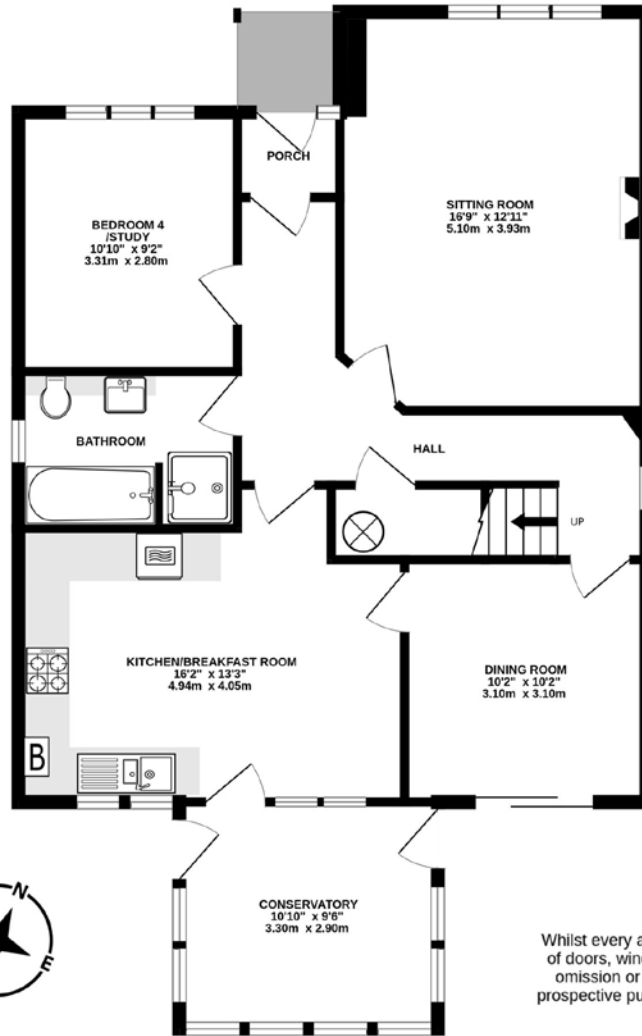 PORCH
SITTING ROOM
16'9" x 12'11"
5.10m x 3.93m
BEDROOM 4
/STUDY
10'10" x 9'2"
3.31m x 2.80m
BATHROOM
HALL
UP
KITCHEN/BREAKFAST ROOM
16'2" x 13'3"
4.94m x 4.05m
DINING ROOM
10'2" x 10'2"
3.10m x 3.10m
B
CONSERVATORY
10'10" x 9'6"
3.30m x 2.90m
N
E
Whilst every a
of doors, wind
omission or
prospective pu